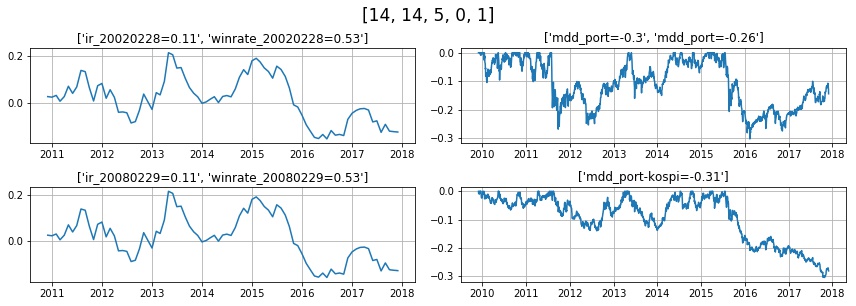 [14, 14, 5, 0, 1]
['ir_20020228=0.11', 'winrate_20020228=0.53']
0.2
0.0
2011 2012 2013 2014 2015 2016 2017 2018
['mdd_port=-0.3', 'mdd_port=-0.26']
0.0
−0.1
−0.2
−0.3
2010 2011 2012 2013 2014 2015 2016 2017 2018
['ir_20080229=0.11', 'winrate_20080229=0.53']
0.2
0.0
2011 2012 2013 2014 2015 2016 2017 2018
['mdd_port-kospi=-0.31']
0.0
−0.1
−0.2
−0.3
2010 2011 2012 2013 2014 2015 2016 2017 2018